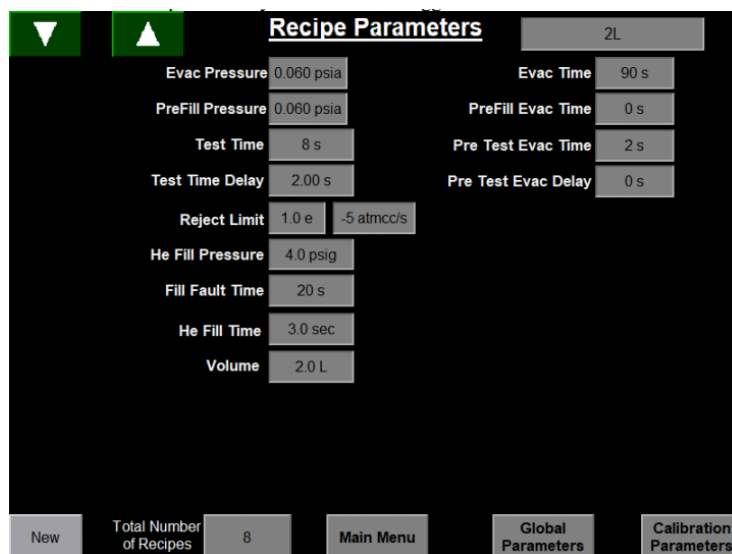 Recipe Parameters
2L
Evac Pressure 0.060 psia
Evac Time 90 s
PreFill Pressure 0.060 psia
PreFill Evac Time 0 s
Test Time 8 s
Pre Test Evac Time 2 s
Test Time Delay 2.00 s
Pre Test Evac Delay 0 s
Reject Limit 1.0 e -5 atmcc/s
He Fill Pressure 4.0 psig
Fill Fault Time 20 s
He Fill Time 3.0 sec
Volume 2.0 L
New
Total Number
of Recipes
8
Main Menu
Global
Parameters
Calibration
Parameters